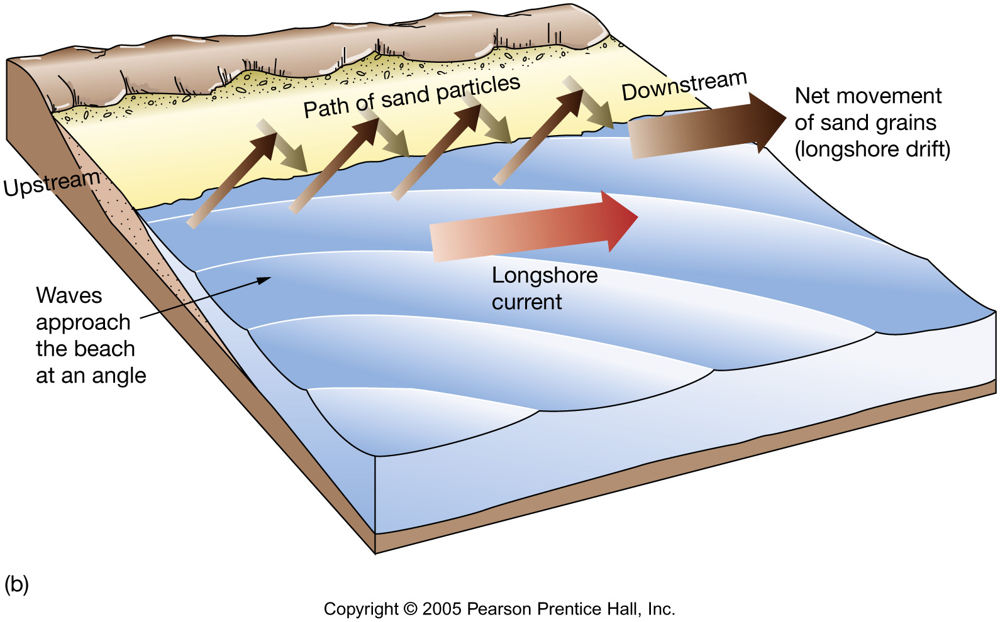 Path of sand particles
Downstream
Net movement
of sand grains
(longshore drift)
Upstream
Longshore
current
Waves
approach
the beach
at an angle
(b)
Copyright © 2005 Pearson Prentice Hall, Inc.